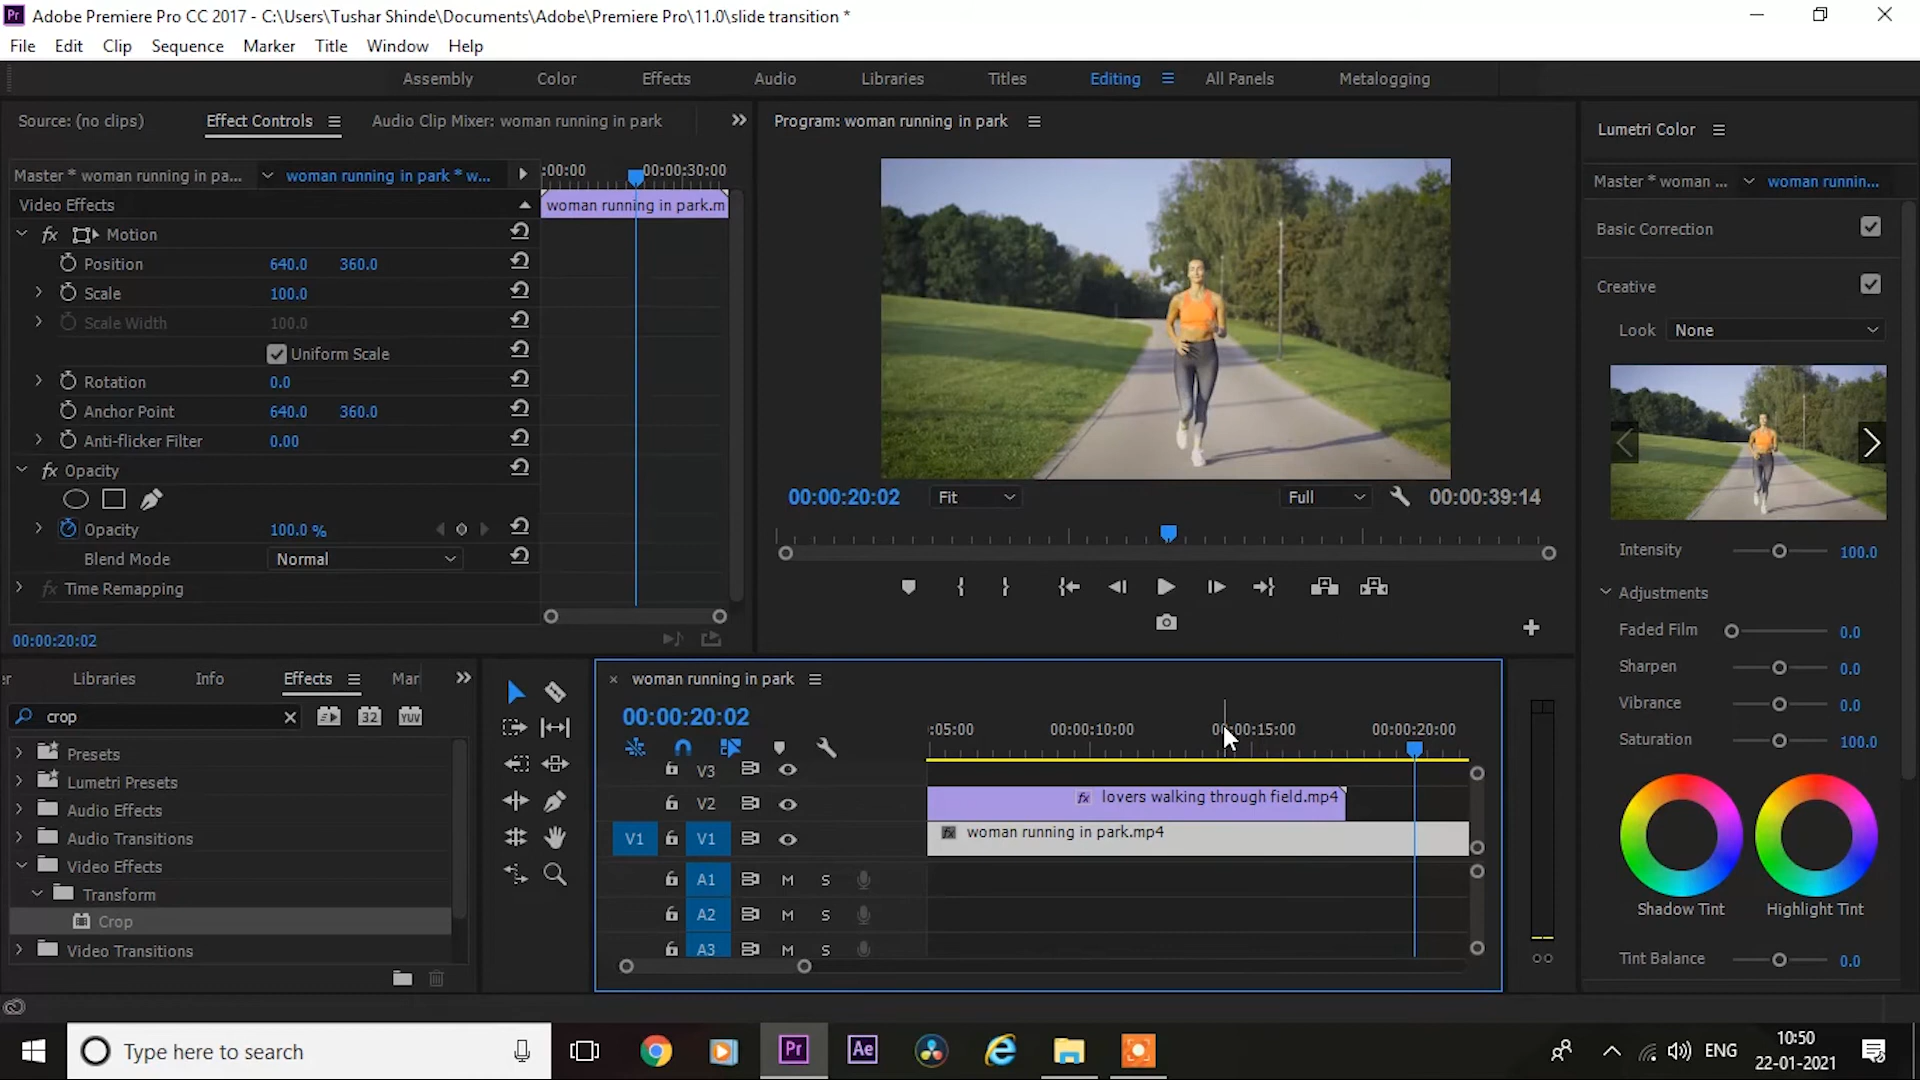 Pr Adobe Premiere Pro CC 2017 - C:\Users\Tushar Shinde\Documents\Adobe\Premiere Pro\11.0\slide transition *
File Edit Clip Sequence Marker Title Window Help
Assembly Color Effects Audio Libraries Titles Editing All Panels Metalogging
Source: (no clips) Effect Controls Audio Clip Mixer: woman running in park
Master * woman running in pa... woman running in park * w...
:00:00 00:00:30:00
Video Effects
woman running in park.m
fx Motion
Position 640.0 360.0
Scale 100.0
Scale Width 100.0
Uniform Scale
Rotation 0.0
Anchor Point 640.0 360.0
Anti-flicker Filter 0.00
fx Opacity
Opacity 100.0 %
Blend Mode Normal
fx Time Remapping
00:00:20:02
Program: woman running in park
00:00:20:02 Fit Full 00:00:39:14
Lumetri Color
Master * woman ... woman runnin...
Basic Correction
Creative
Look None
Intensity 100.0
Adjustments
Faded Film 0.0
Sharpen 0.0
Vibrance 0.0
Saturation 100.0
Shadow Tint Highlight Tint
Tint Balance 0.0
er Libraries Info Effects Mar
crop 32 YUV
Presets
Lumetri Presets
Audio Effects
Audio Transitions
Video Effects
Transform
Crop
Video Transitions
× woman running in park
00:00:20:02
:05:00 00:00:10:00 00:00:15:00 00:00:20:00
V3
V2 fx lovers walking through field.mp4
V1 V1 fx woman running in park.mp4
A1 M S
A2 M S
A3 M S
Type here to search
Pr Ae
ENG
10:50
22-01-2021